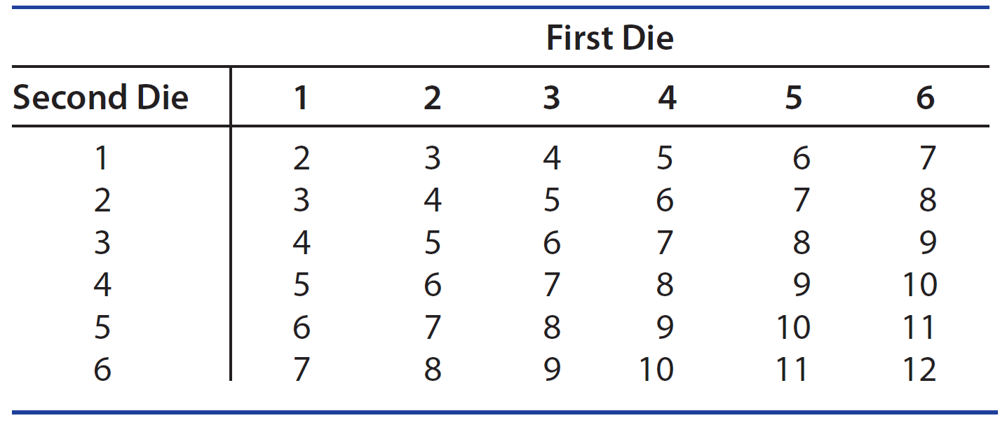 First Die
Second Die 1 2 3 4 5 6
1 2 3 4 5 6 7
2 3 4 5 6 7 8
3 4 5 6 7 8 9
4 5 6 7 8 9 10
5 6 7 8 9 10 11
6 7 8 9 10 11 12